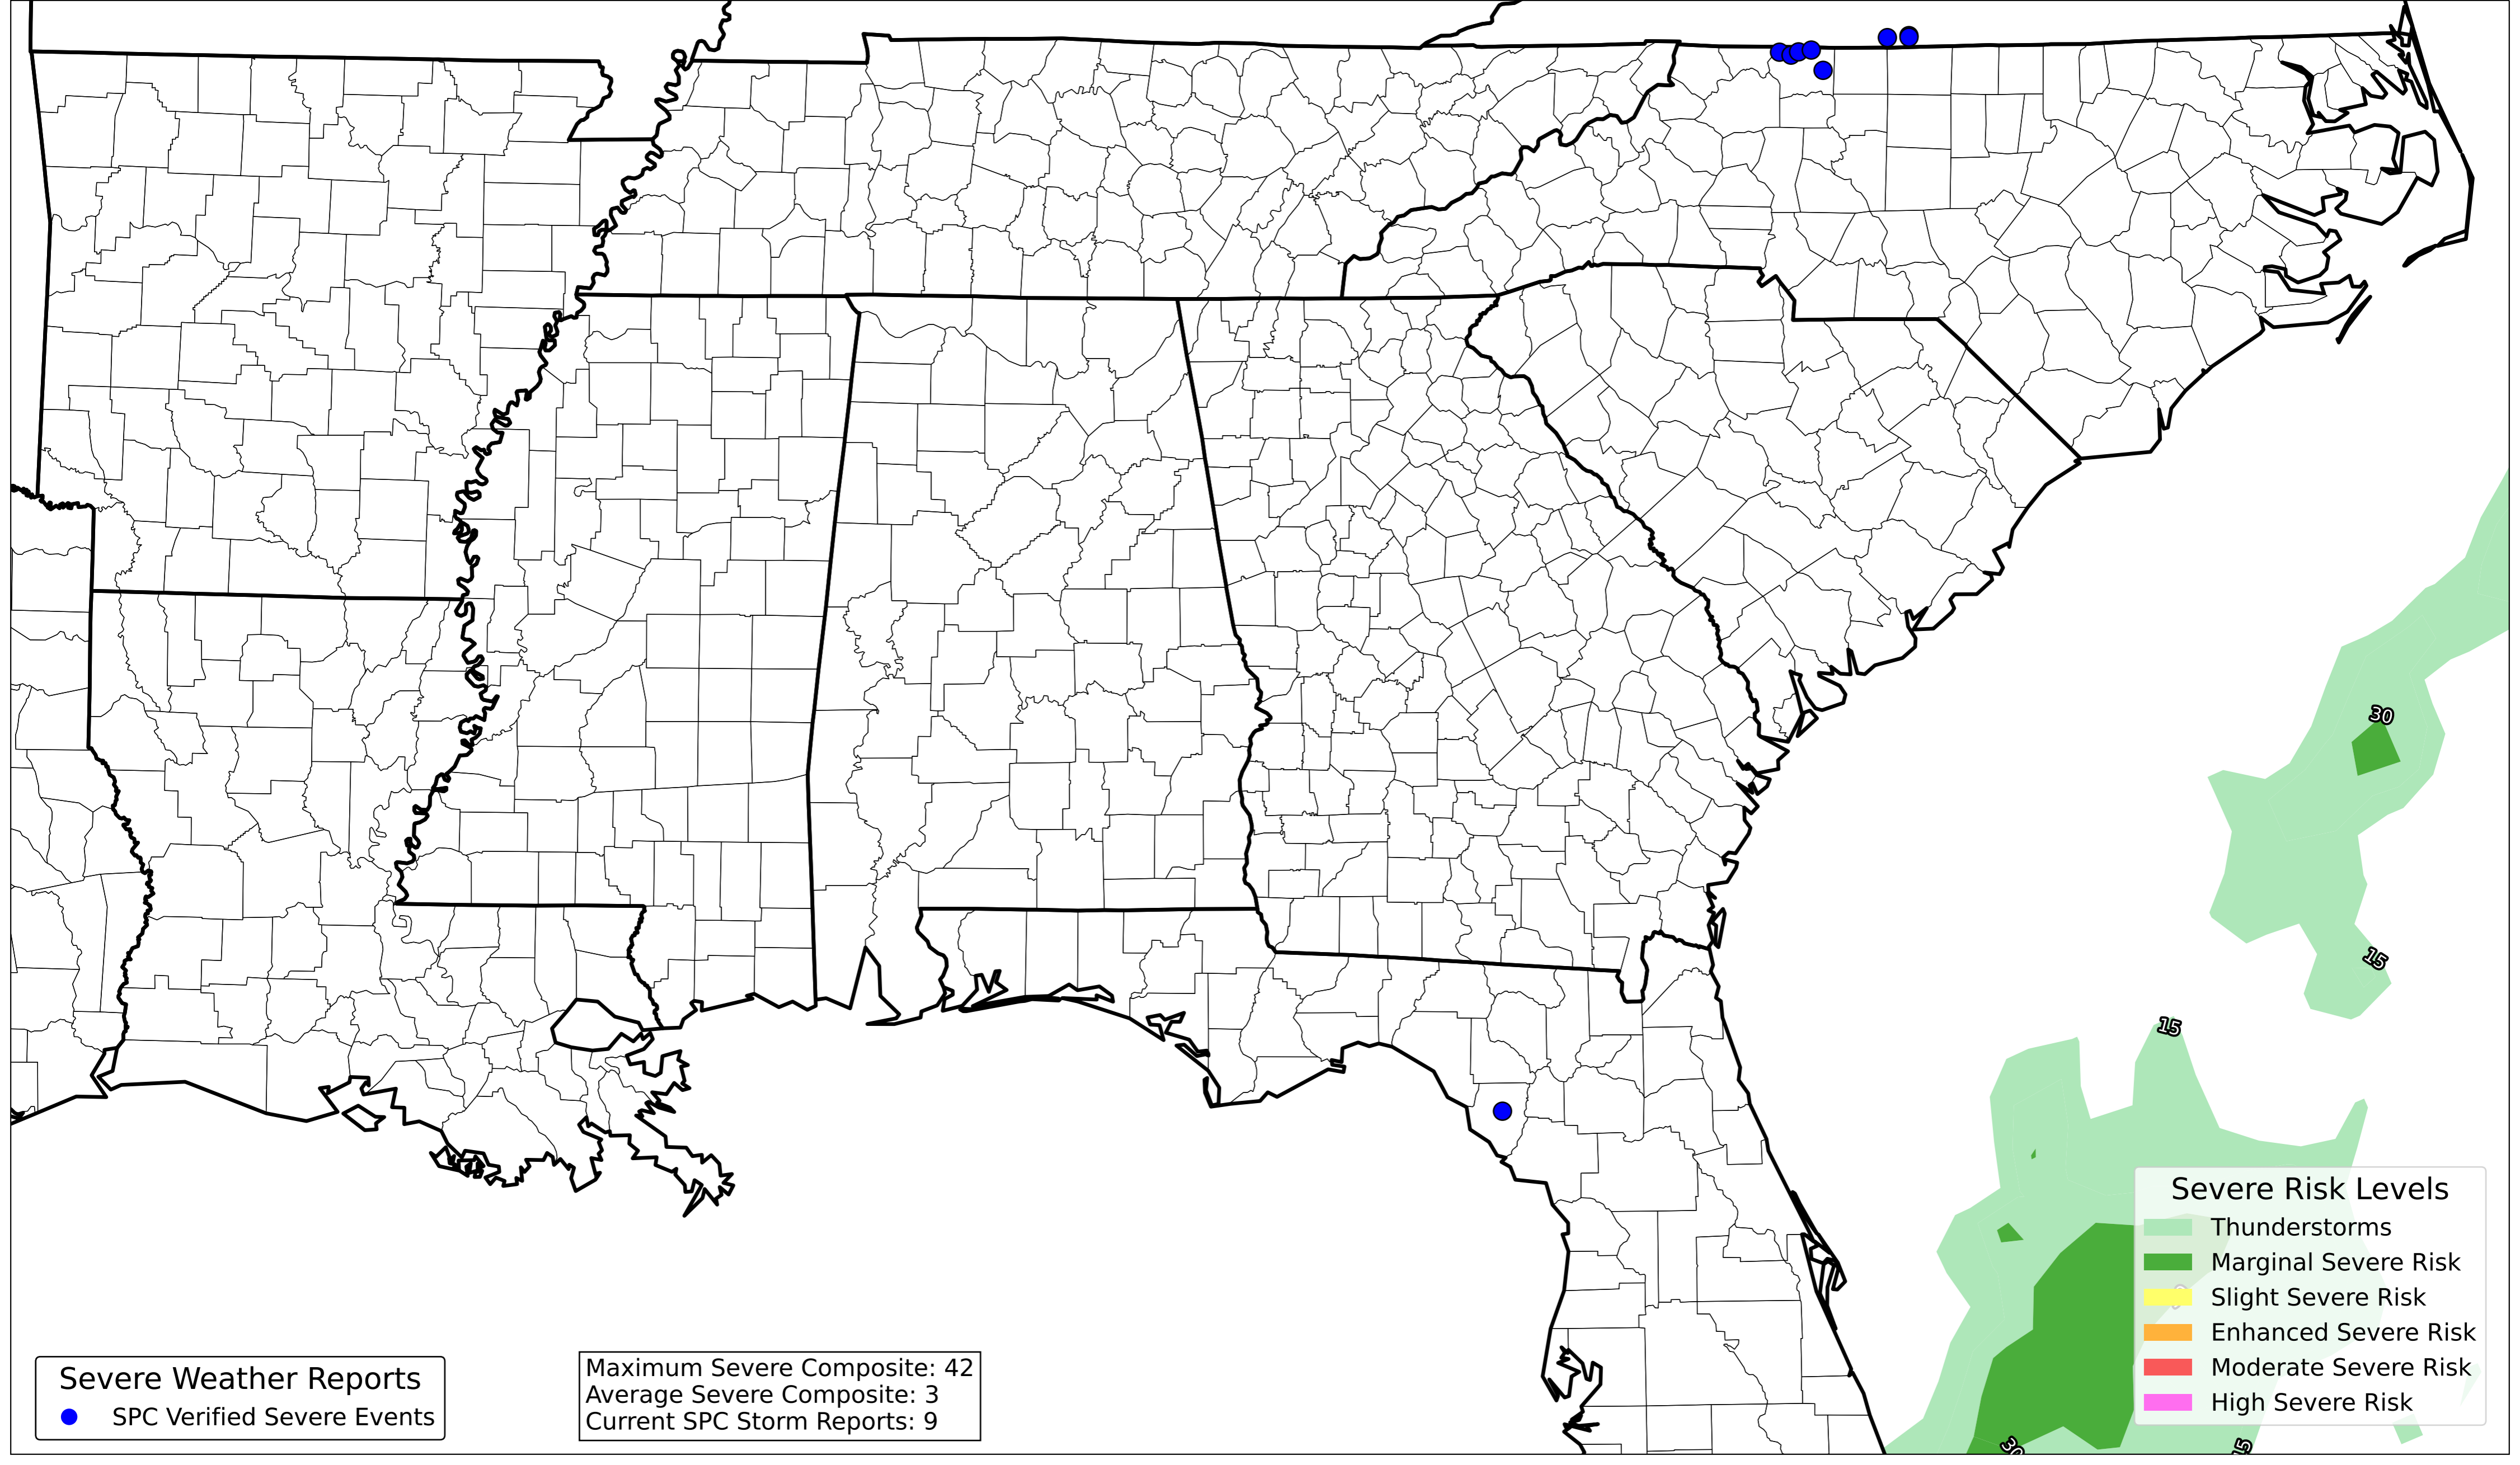 30
15
15
Severe Risk Levels
Thunderstorms
Marginal Severe Risk
Slight Severe Risk
Enhanced Severe Risk
Moderate Severe Risk
High Severe Risk
Severe Weather Reports
SPC Verified Severe Events
Maximum Severe Composite: 42
Average Severe Composite: 3
Current SPC Storm Reports: 9
30
15